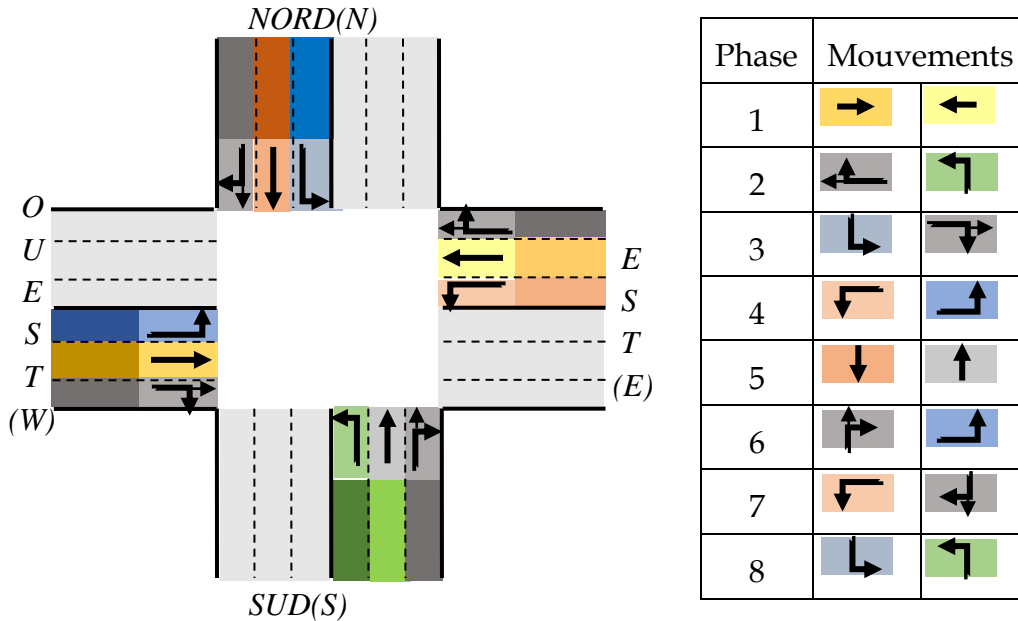 NORD(N)
O
U
E
S
T
(W)
E
S
T
(E)
SUD(S)
Phase Mouvements
1
2
3
4
5
6
7
8